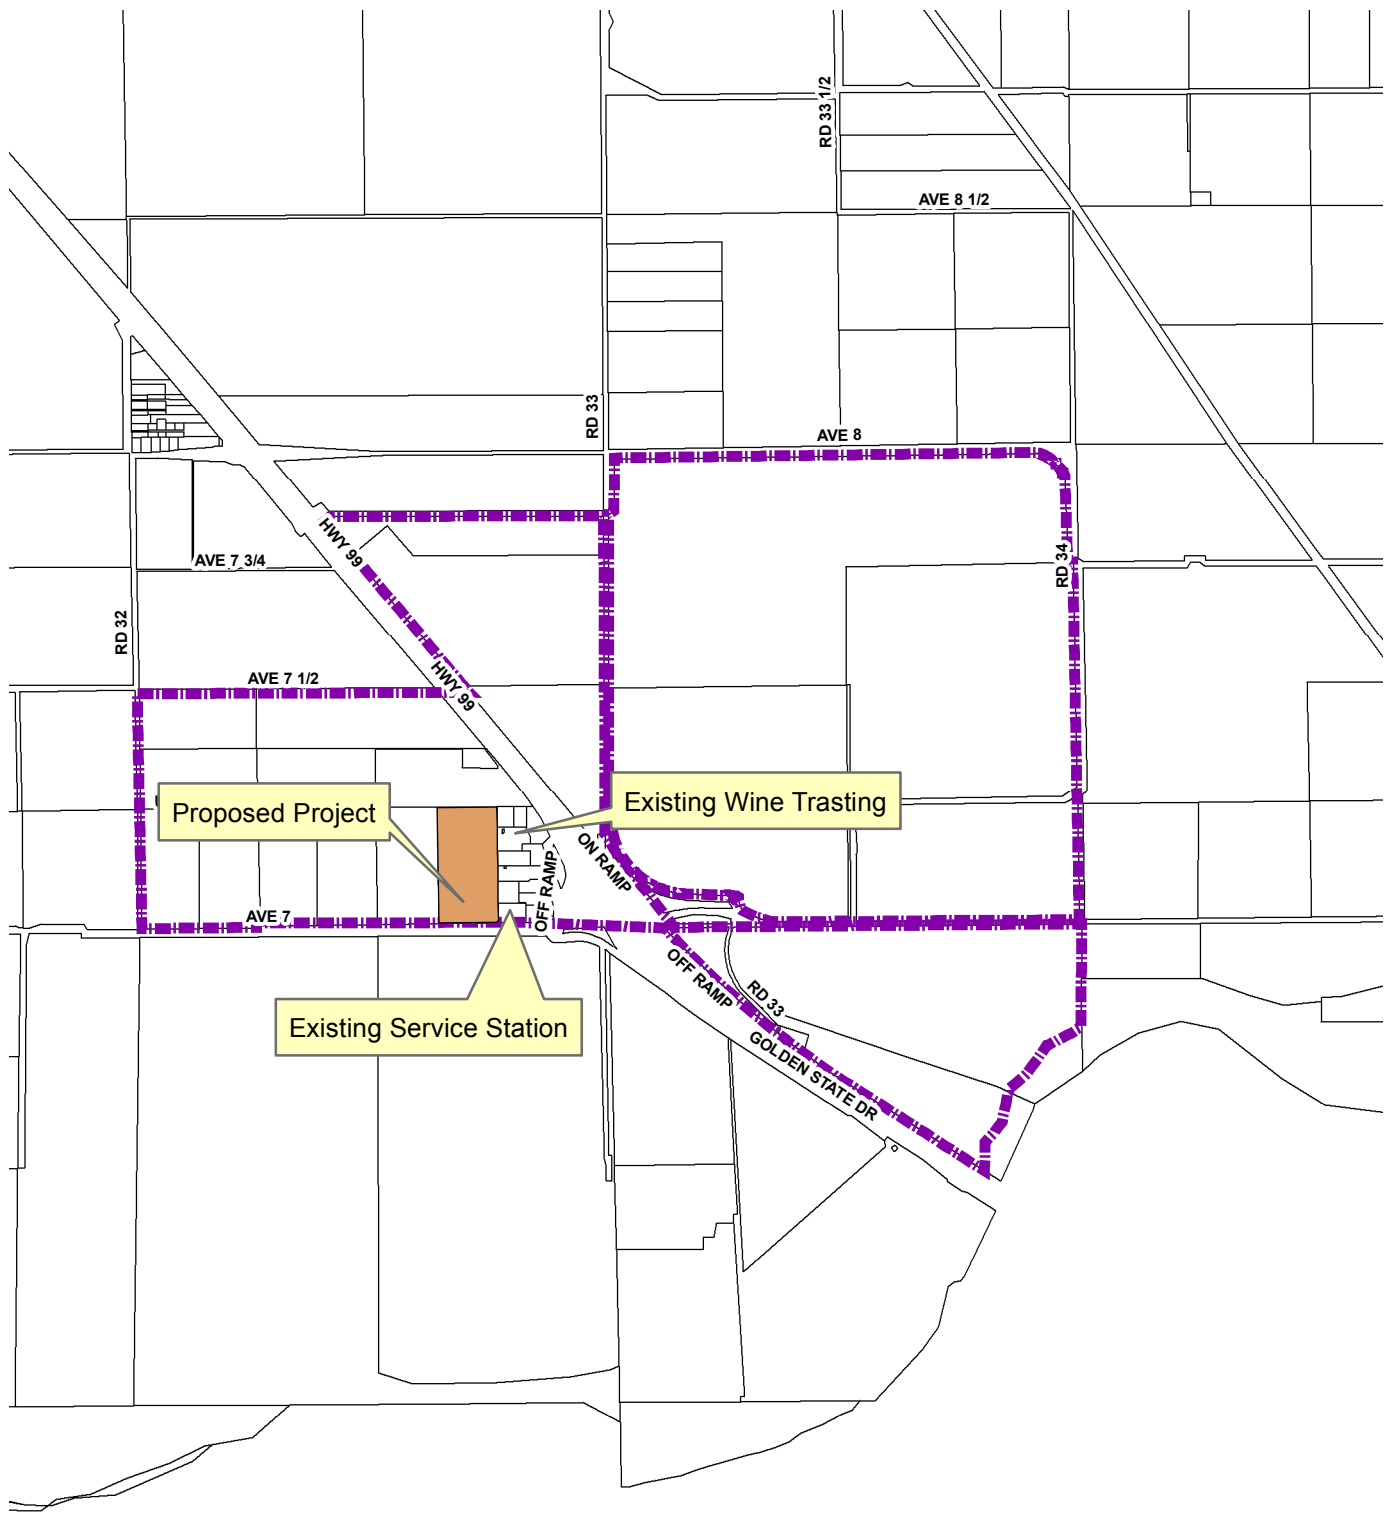 RD 33 1/2
AVE 8 1/2
RD 33
AVE 8
HWY 99
AVE 7 3/4
RD 34
RD 32
AVE 7 1/2
HWY 99
Proposed Project
Existing Wine Trasting
ON RAMP
OFF RAMP
AVE 7
OFF RAMP
RD 33
Existing Service Station
GOLDEN STATE DR